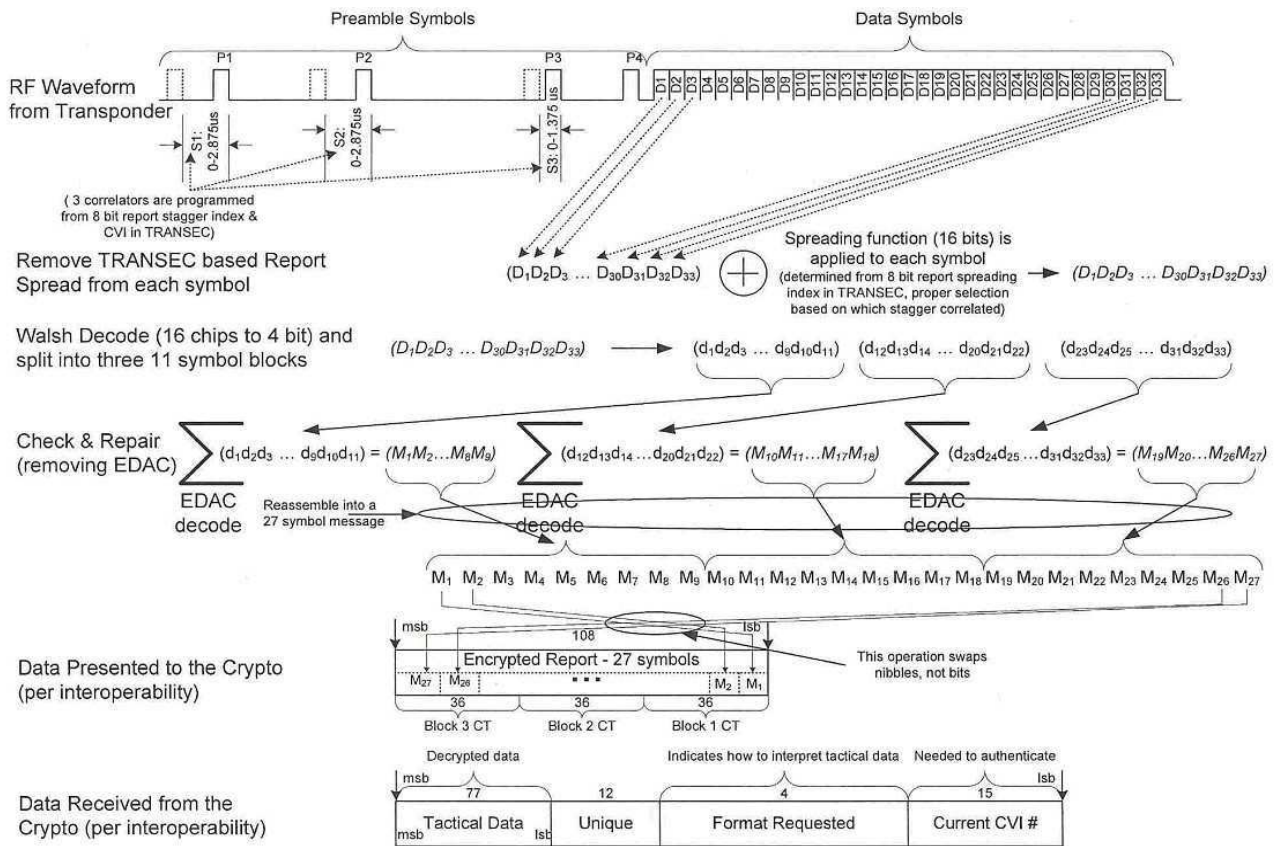 Preamble Symbols
Data Symbols
P1
P2
P3
P4
RF Waveform
from Transponder
D1
D2
D3
D4
D5
D6
D7
D8
D9
D10
D11
D12
D13
D14
D15
D16
D17
D18
D19
D20
D21
D22
D23
D24
D25
D26
D27
D28
D29
D30
D31
D32
D33
S1:
0-2.875us
S2:
0-2.875us
S3: 0-1.375 us
( 3 correlators are programmed
from 8 bit report stagger index &
CVI in TRANSEC)
Remove TRANSEC based Report
Spread from each symbol
(D₁D₂D₃ ... D₃₀D₃₁D₃₂D₃₃)
Spreading function (16 bits) is
applied to each symbol
(determined from 8 bit report spreading
index in TRANSEC, proper selection
based on which stagger correlated)
(D₁D₂D₃ ... D₃₀D₃₁D₃₂D₃₃)
Walsh Decode (16 chips to 4 bit) and
split into three 11 symbol blocks
(D₁D₂D₃ ... D₃₀D₃₁D₃₂D₃₃)
(d₁d₂d₃ ... d₉d₁₀d₁₁)
(d₁₂d₁₃d₁₄ ... d₂₀d₂₁d₂₂)
(d₂₃d₂₄d₂₅ ... d₃₁d₃₂d₃₃)
Check & Repair
(removing EDAC)
∑ (d₁d₂d₃ ... d₉d₁₀d₁₁) = (M₁M₂...M₈M₉)
∑ (d₁₂d₁₃d₁₄ ...d₂₀d₂₁d₂₂) = (M₁₀M₁₁...M₁₇M₁₈)
∑ (d₂₃d₂₄d₂₅ ... d₃₁d₃₂d₃₃) = (M₁₉M₂₀...M₂₆M₂₇)
EDAC
decode
EDAC
decode
EDAC
decode
Reassemble into a
27 symbol message
M₁ M₂ M₃ M₄ M₅ M₆ M₇ M₈ M₉ M₁₀ M₁₁ M₁₂ M₁₃ M₁₄ M₁₅ M₁₆ M₁₇ M₁₈ M₁₉ M₂₀ M₂₁ M₂₂ M₂₃ M₂₄ M₂₅ M₂₆ M₂₇
msb
108
lsb
Data Presented to the Crypto
(per interoperability)
Encrypted Report - 27 symbols
M₂₇ M₂₆ ... M₂ M₁
This operation swaps
nibbles, not bits
36
36
36
Block 3 CT
Block 2 CT
Block 1 CT
Decrypted data
Indicates how to interpret tactical data
Needed to authenticate
msb
lsb
77
12
4
15
Data Received from the
Crypto (per interoperability)
msb
Tactical Data
lsb
Unique
Format Requested
Current CVI #